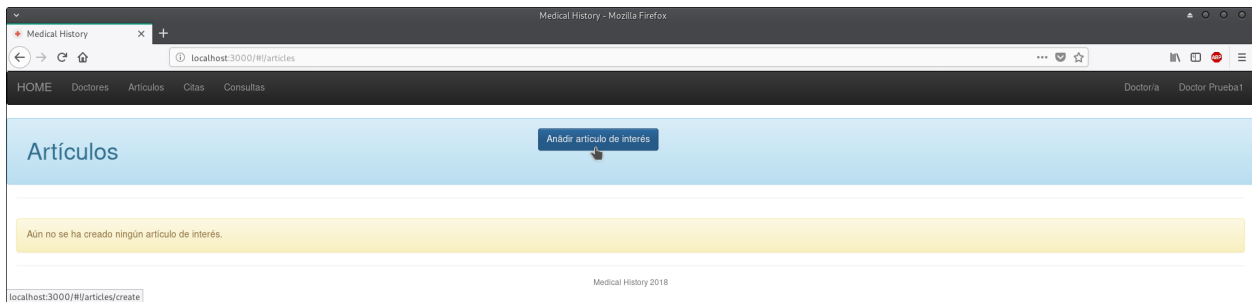 Medical History - Mozilla Firefox
Medical History
localhost:3000/#!/articles
HOME Doctores Artículos Citas Consultas Doctor/a Doctor Prueba1
Artículos
Anãdir artículo de interés
Aún no se ha creado ningún artículo de interés.
Medical History 2018
localhost:3000/#!/articles/create